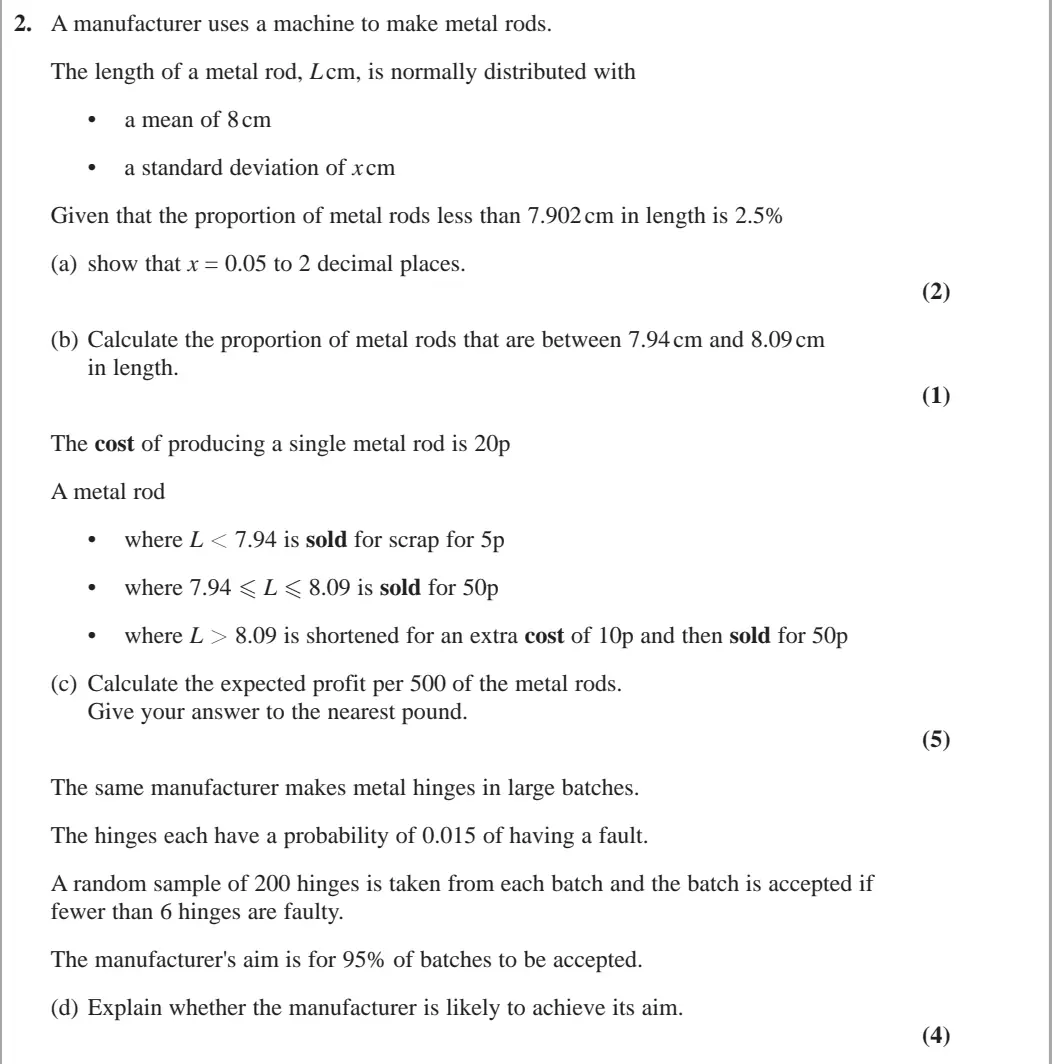 2. A manufacturer uses a machine to make metal rods.
The length of a metal rod, L cm, is normally distributed with
• a mean of 8 cm
• a standard deviation of x cm
Given that the proportion of metal rods less than 7.902 cm in length is 2.5%
(a) show that x = 0.05 to 2 decimal places.
(2)
(b) Calculate the proportion of metal rods that are between 7.94 cm and 8.09 cm
in length.
(1)
The cost of producing a single metal rod is 20p
A metal rod
• where L < 7.94 is sold for scrap for 5p
• where 7.94 ⩽ L ⩽ 8.09 is sold for 50p
• where L > 8.09 is shortened for an extra cost of 10p and then sold for 50p
(c) Calculate the expected profit per 500 of the metal rods.
Give your answer to the nearest pound.
(5)
The same manufacturer makes metal hinges in large batches.
The hinges each have a probability of 0.015 of having a fault.
A random sample of 200 hinges is taken from each batch and the batch is accepted if
fewer than 6 hinges are faulty.
The manufacturer's aim is for 95% of batches to be accepted.
(d) Explain whether the manufacturer is likely to achieve its aim.
(4)